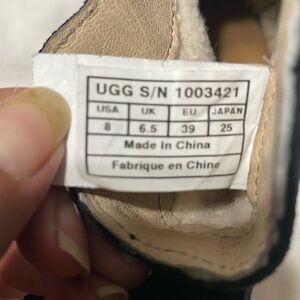 UGG S/N 1003421
USA UK EU JAPAN
8 6.5 39 25
Made In China
Fabrique en Chine